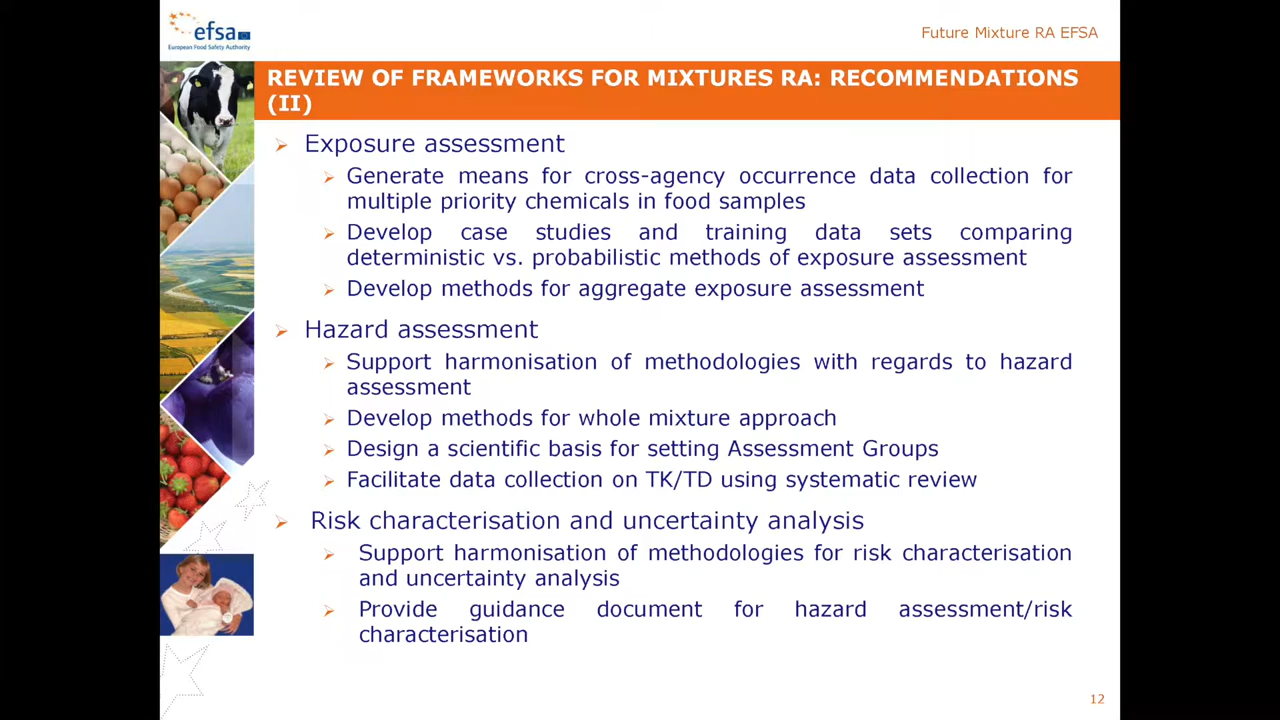 efsa
European Food Safety Authority
Future Mixture RA EFSA
REVIEW OF FRAMEWORKS FOR MIXTURES RA: RECOMMENDATIONS
(II)
Exposure assessment
Generate means for cross-agency occurrence data collection for
multiple priority chemicals in food samples
Develop case studies and training data sets comparing
deterministic vs. probabilistic methods of exposure assessment
Develop methods for aggregate exposure assessment
Hazard assessment
Support harmonisation of methodologies with regards to hazard
assessment
Develop methods for whole mixture approach
Design a scientific basis for setting Assessment Groups
Facilitate data collection on TK/TD using systematic review
Risk characterisation and uncertainty analysis
Support harmonisation of methodologies for risk characterisation
and uncertainty analysis
Provide guidance document for hazard assessment/risk
characterisation
12